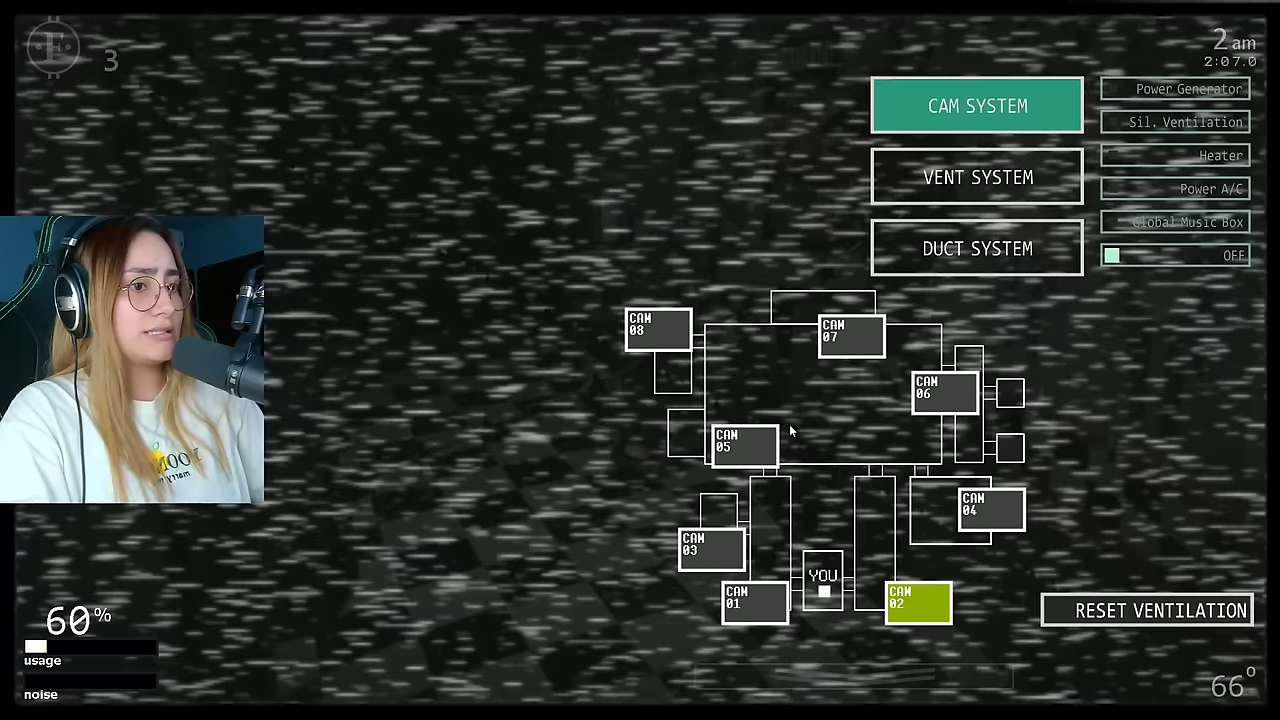 3
2 am
2:07.0
CAM SYSTEM
VENT SYSTEM
DUCT SYSTEM
Power Generator
Sil. Ventilation
Heater
Power A/C
Global Music Box
OFF
CAM 08
CAM 07
CAM 06
CAM 05
CAM 04
CAM 03
YOU
CAM 01
CAM 02
RESET VENTILATION
60%
usage
noise
66°